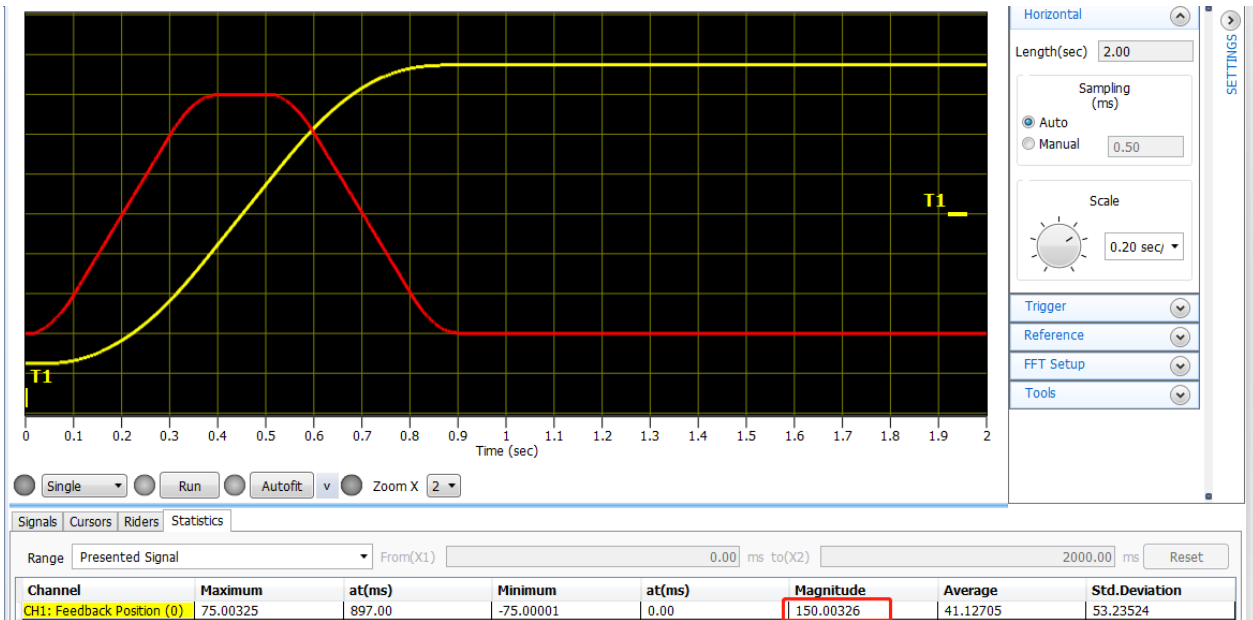 Horizontal
SETTINGS
Length(sec) 2.00
Sampling
(ms)
Auto
Manual 0.50
Scale
0.20 sec/
T1
T1
Trigger
Reference
FFT Setup
Tools
0 0.1 0.2 0.3 0.4 0.5 0.6 0.7 0.8 0.9 1 1.1 1.2 1.3 1.4 1.5 1.6 1.7 1.8 1.9 2
Time (sec)
Single Run Autofit v Zoom X 2
Signals Cursors Riders Statistics
Range Presented Signal From(X1) 0.00 ms to(X2) 2000.00 ms Reset
Channel Maximum at(ms) Minimum at(ms) Magnitude Average Std.Deviation
CH1: Feedback Position (0) 75.00325 897.00 -75.00001 0.00 150.00326 41.12705 53.23524